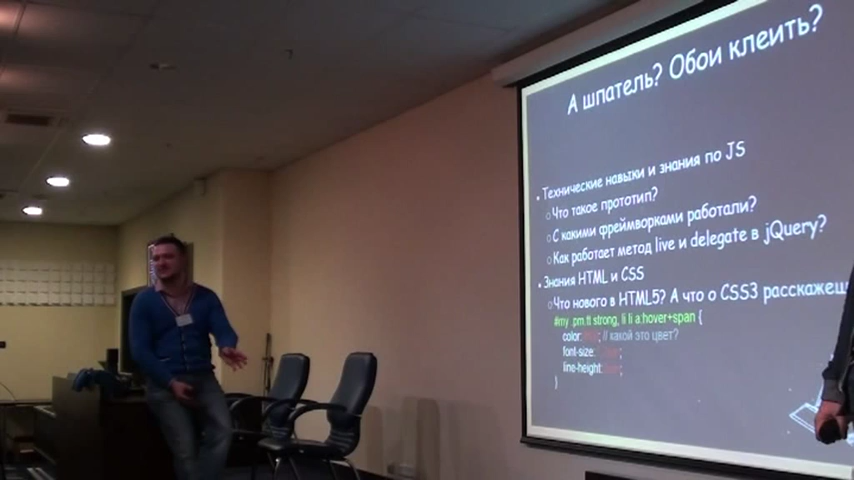 А шпатель? Обои клеить?
Технические навыки и знания по JS
Что такое прототип?
С какими фреймворками работали?
Как работает метод live и delegate в jQuery?
Знания HTML и CSS
Что нового в HTML5? А что о CSS3 расскажешь
#my .pm.tt strong, li li a:hover+span {
color: ; // какой это цвет?
font-size: ;
line-height: ;
}